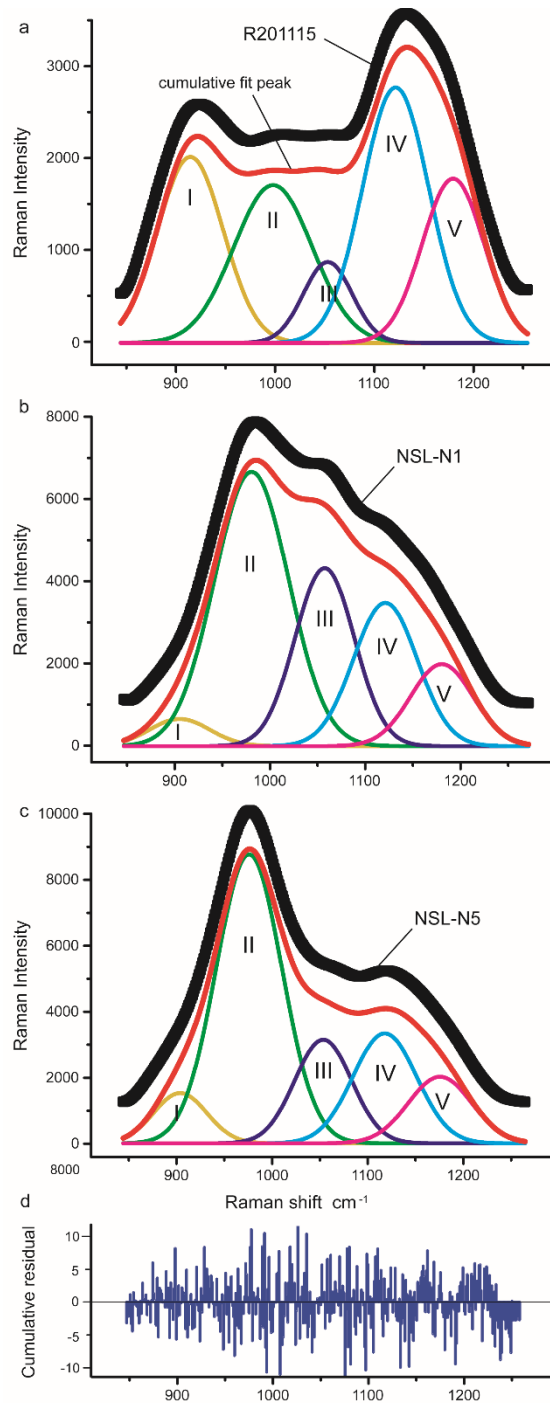 a
R201115
cumulative fit peak
Raman Intensity
3000
2000
1000
0
I
II
III
IV
V
900 1000 1100 1200
b
NSL-N1
Raman Intensity
8000
6000
4000
2000
0
I
II
III
IV
V
900 1000 1100 1200
c
NSL-N5
Raman Intensity
10000
8000
6000
4000
2000
0
I
II
III
IV
V
900 1000 1100 1200
8000
Raman shift cm-1
d
Cumulative residual
10
5
0
-5
-10
900 1000 1100 1200